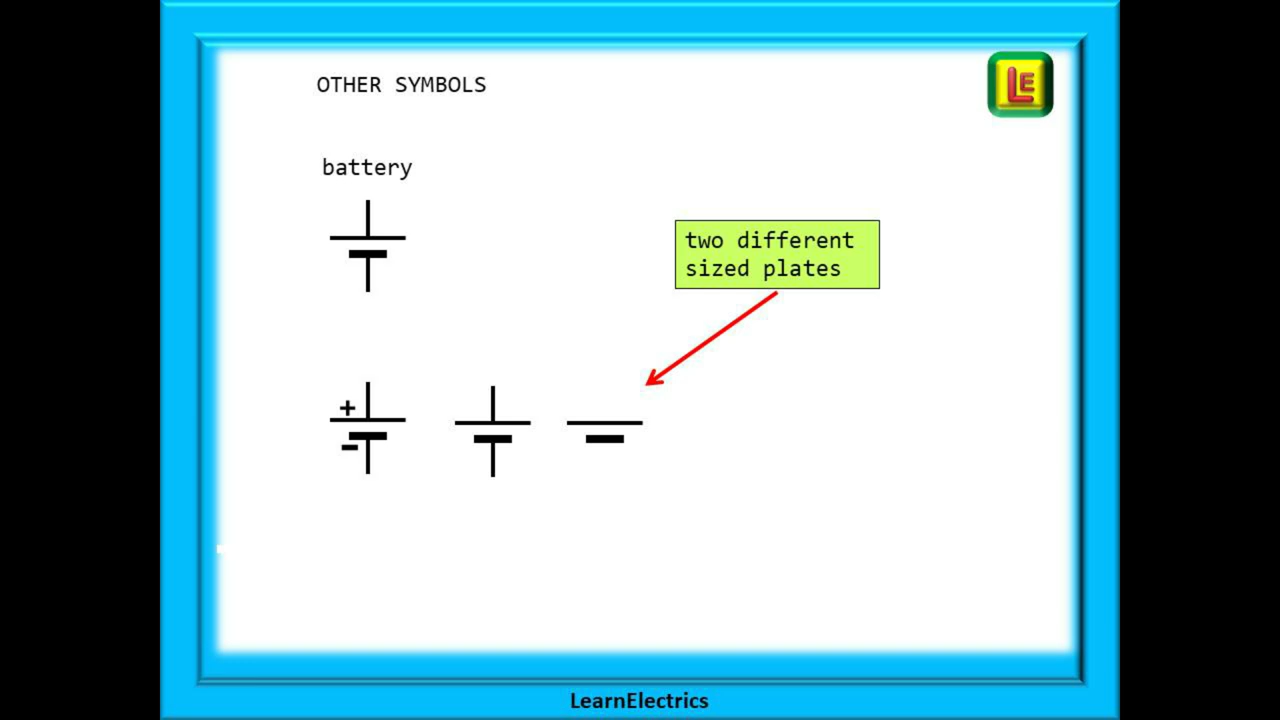 OTHER SYMBOLS
LE
battery
two different
sized plates
+
-
LearnElectrics